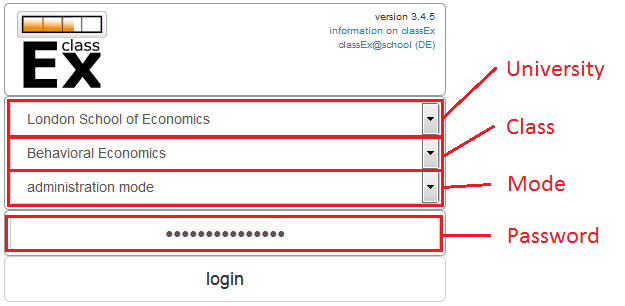 version 3.4.5
information on classEx
classEx@school (DE)
class
Ex
University
London School of Economics
Class
Behavioral Economics
Mode
administration mode
Password
●●●●●●●●●●●●●●●
login